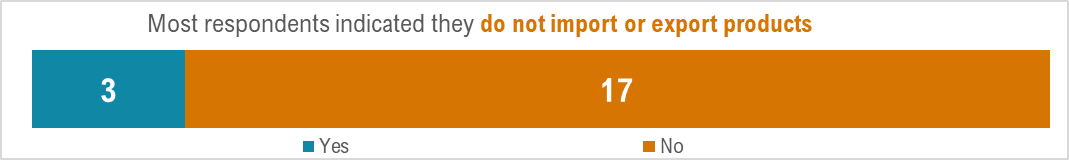 Most respondents indicated they do not import or export products
3 17
Yes No